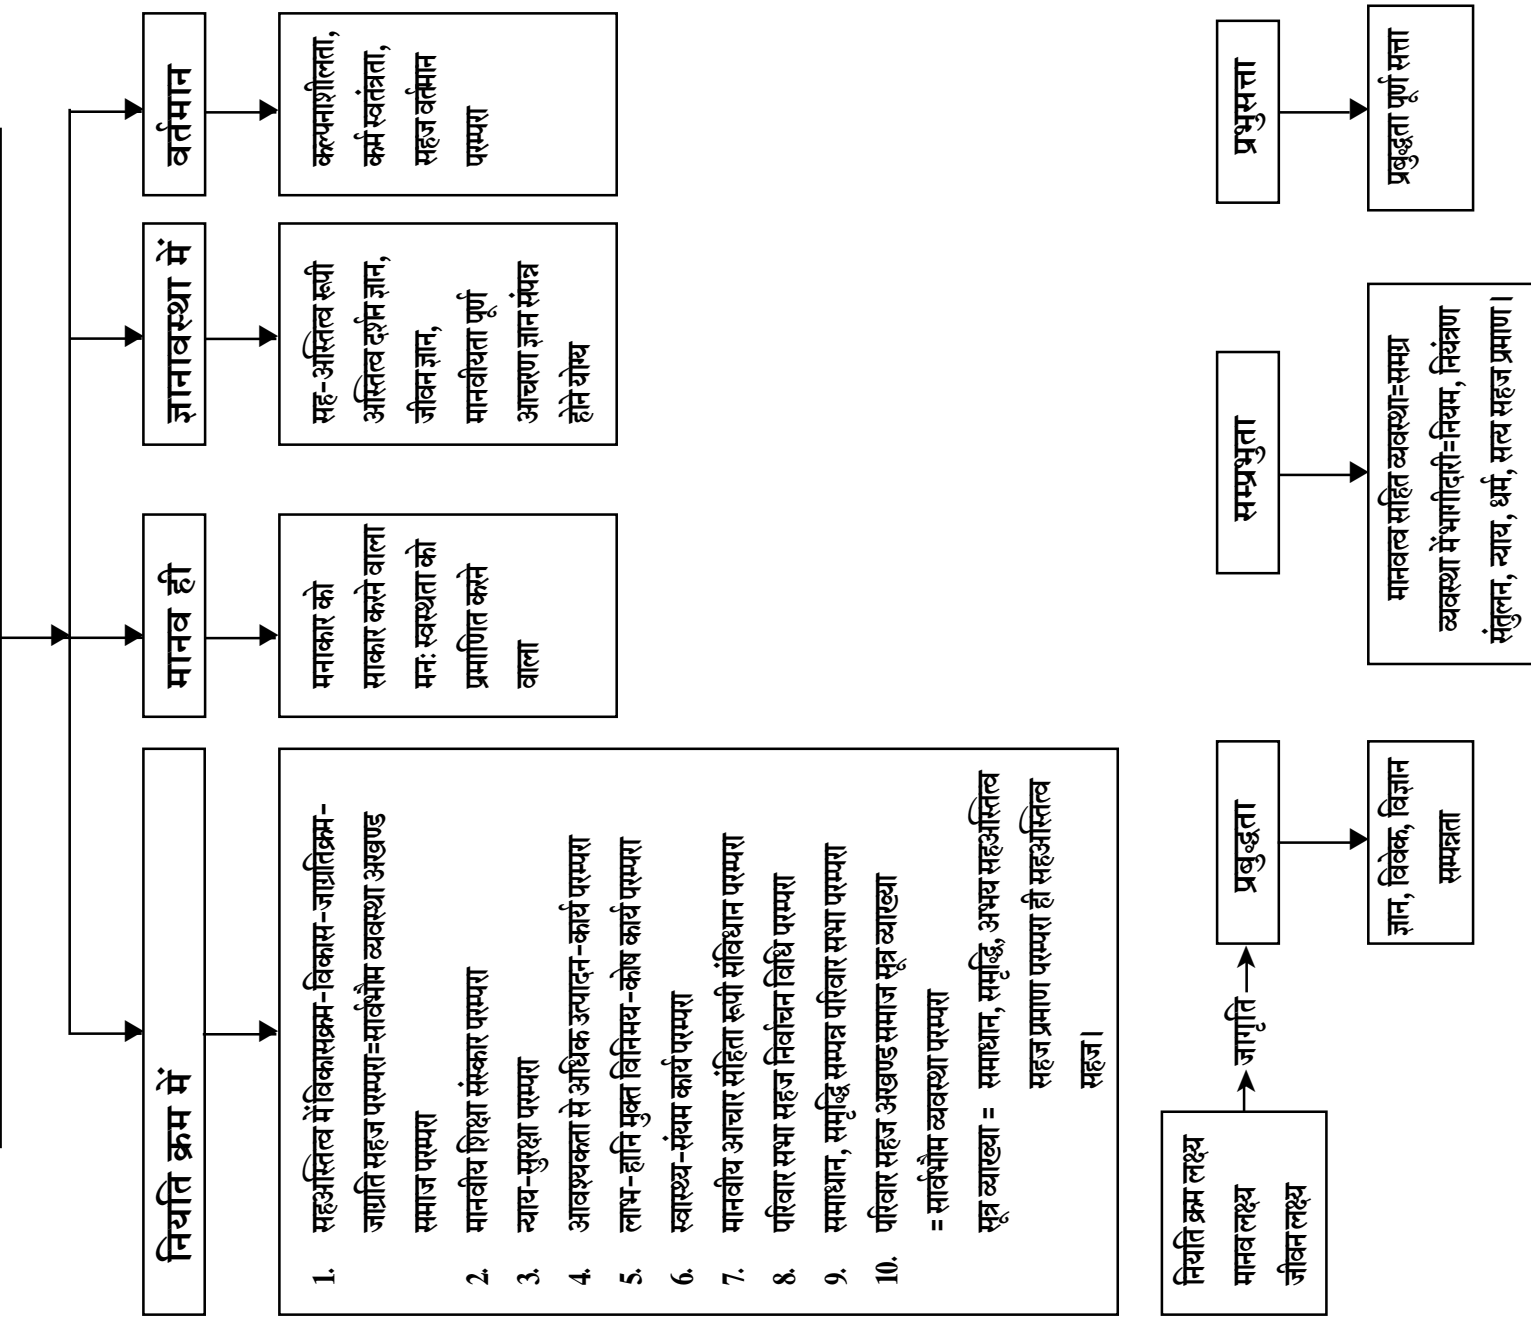 नियति क्रम में
मानव ही
ज्ञानावस्था में
वर्तमान
1. सहअस्तित्व में विकासक्रम-विकास-जाग्रतिक्रम-
जाग्रति सहज परम्परा=सार्वभौम व्यवस्था अखण्ड
समाज परम्परा
2. मानवीय शिक्षा संस्कार परम्परा
3. न्याय-सुरक्षा परम्परा
4. आवश्यकता से अधिक उत्पादन-कार्य परम्परा
5. लाभ-हानि मुक्त विनिमय-कोष कार्य परम्परा
6. स्वास्थ्य-संयम कार्य परम्परा
7. मानवीय आचार संहिता रूपी संविधान परम्परा
8. परिवार सभा सहज निर्वाचन विधि परम्परा
9. समाधान, समृद्धि सम्पन्न परिवार सभा परम्परा
10. परिवार सहज अखण्ड समाज सूत्र व्याख्या
= सार्वभौम व्यवस्था परम्परा
सूत्र व्याख्या = समाधान, समृद्धि, अभय सहअस्तित्व
सहज प्रमाण परम्परा ही सहअस्तित्व
सहज।
मनाकार को
साकार करने वाला
मन: स्वस्थता को
प्रमाणित करने
वाला
सह-अस्तित्व रूपी
अस्तित्व दर्शन ज्ञान,
जीवन ज्ञान,
मानवीयता पूर्ण
आचरण ज्ञान संपन्न
होने योग्य
कल्पनाशीलता,
कर्म स्वतंत्रता,
सहज वर्तमान
परम्परा
नियति क्रम लक्ष्य
मानव लक्ष्य
जीवन लक्ष्य
जागृति
प्रबुद्धता
सम्प्रभुता
प्रभुसत्ता
ज्ञान, विवेक, विज्ञान
सम्पन्नता
मानवत्व सहित व्यवस्था=समग्र
व्यवस्था में भागीदारी=नियम, नियंत्रण
संतुलन, न्याय, धर्म, सत्य सहज प्रमाण।
प्रबुद्धता पूर्ण सत्ता